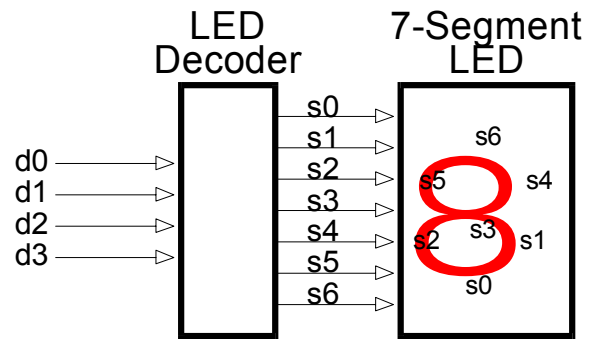 LED
Decoder
7-Segment
LED
d0
d1
d2
d3
s0
s1
s2
s3
s4
s5
s6
s6
s5
s4
s3
s2
s1
s0